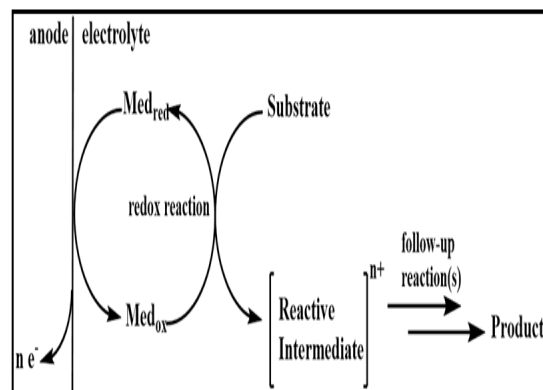 anode electrolyte
Med_red Substrate
redox reaction
follow-up
reaction(s)
n+
Reactive
Intermediate
Med_ox
Product
n e⁻